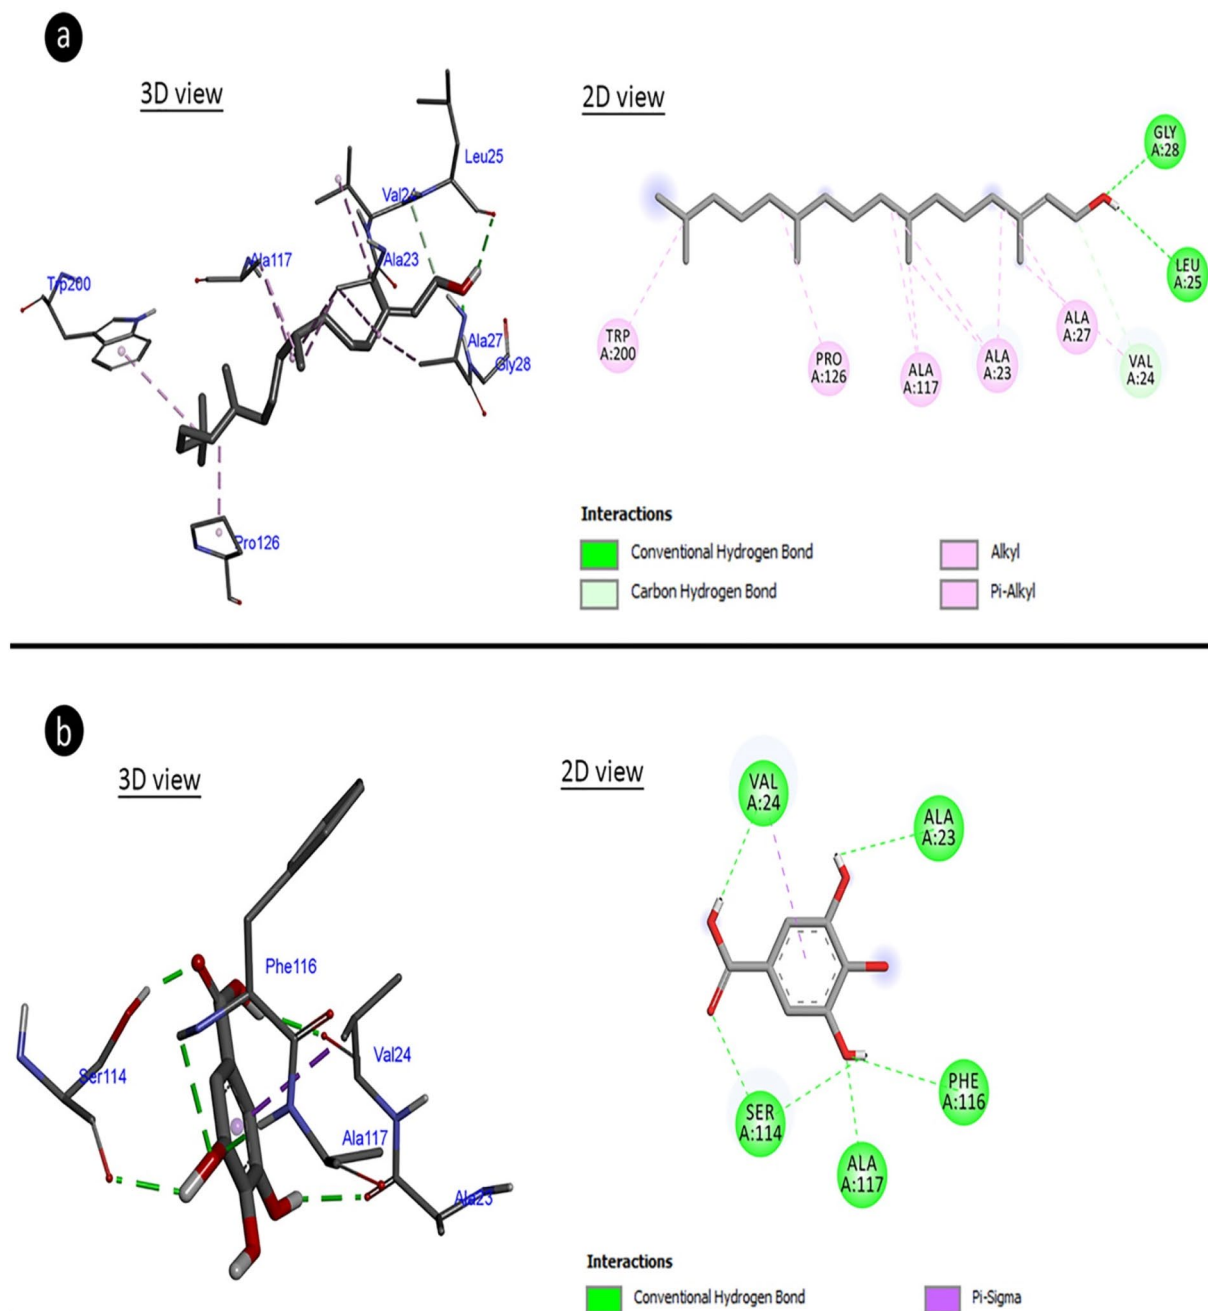 a
3D view
2D view
Leu25
Val24
Ala117
Ala23
Trp200
Ala27
Gly28
Pro126
GLY
A:28
LEU
A:25
TRP
A:200
PRO
A:126
ALA
A:117
ALA
A:23
ALA
A:27
VAL
A:24
Interactions
Conventional Hydrogen Bond
Alkyl
Carbon Hydrogen Bond
Pi-Alkyl
b
3D view
2D view
Phe116
Val24
Ser114
Ala117
Ala23
VAL
A:24
ALA
A:23
PHE
A:116
SER
A:114
ALA
A:117
Interactions
Conventional Hydrogen Bond
Pi-Sigma